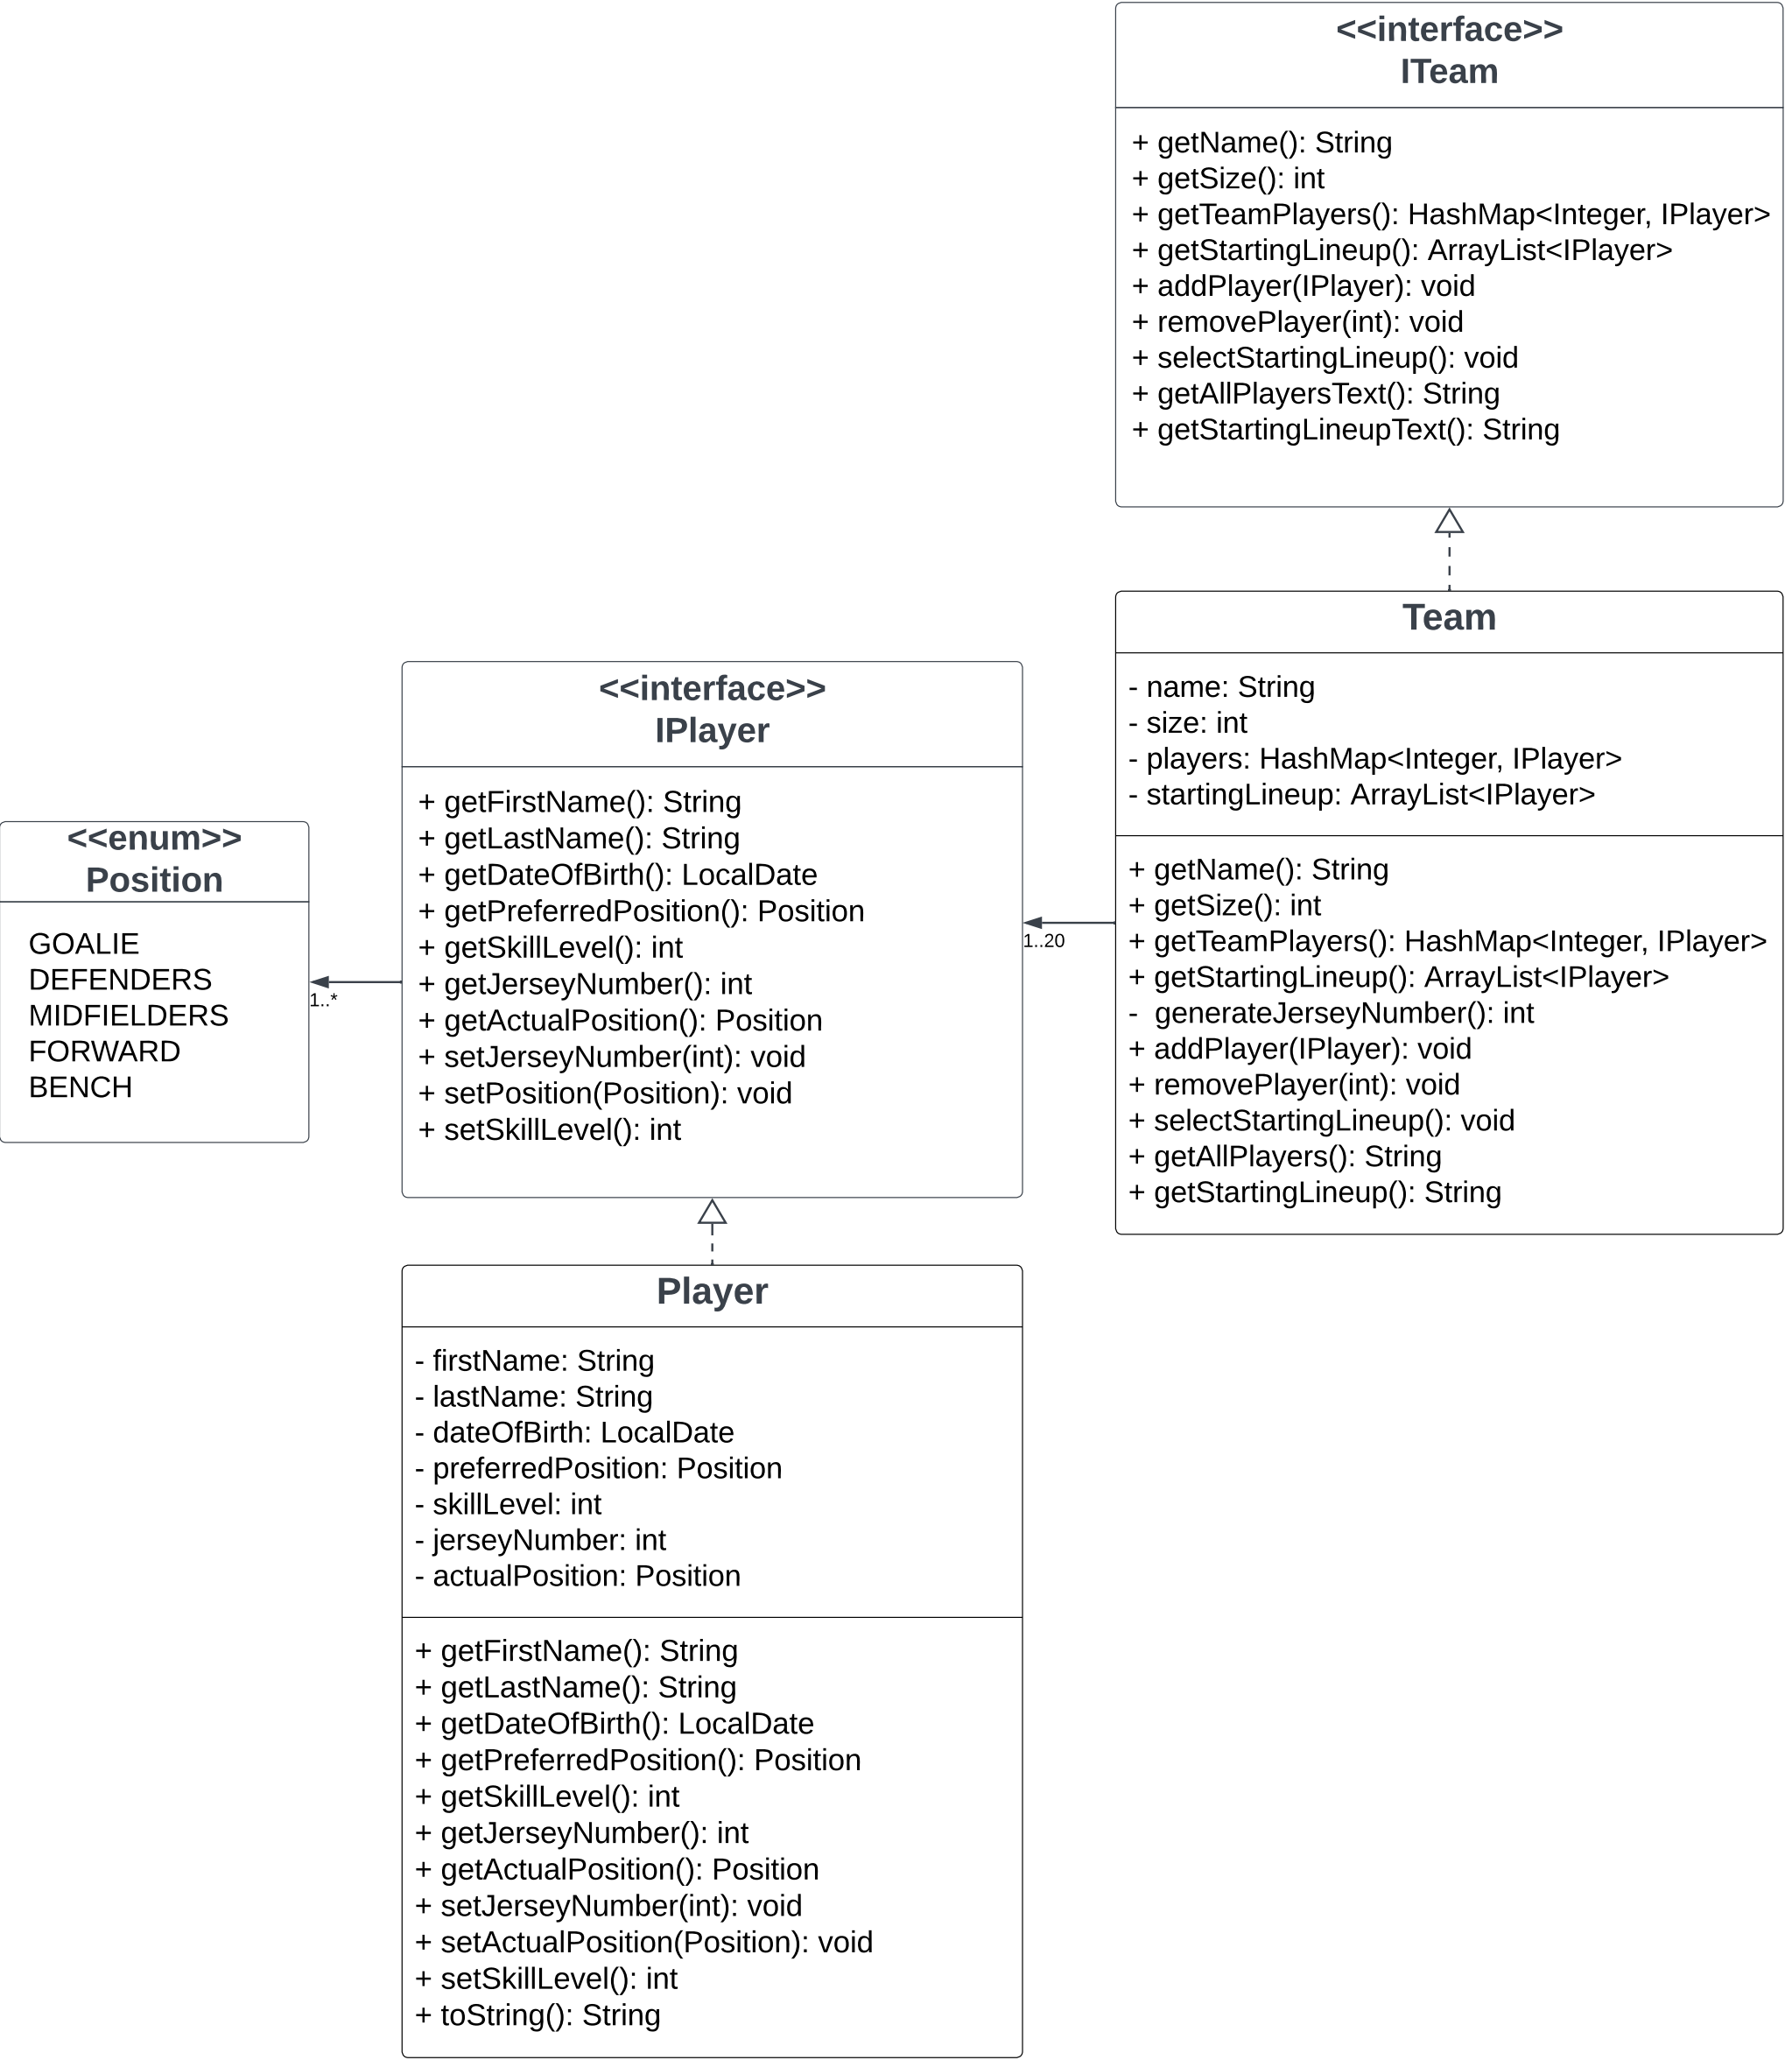 <<interface>>
ITeam
+ getName(): String
+ getSize(): int
+ getTeamPlayers(): HashMap<Integer, IPlayer>
+ getStartingLineup(): ArrayList<IPlayer>
+ addPlayer(IPlayer): void
+ removePlayer(int): void
+ selectStartingLineup(): void
+ getAllPlayersText(): String
+ getStartingLineupText(): String
Team
- name: String
- size: int
- players: HashMap<Integer, IPlayer>
- startingLineup: ArrayList<IPlayer>
+ getName(): String
+ getSize(): int
+ getTeamPlayers(): HashMap<Integer, IPlayer>
+ getStartingLineup(): ArrayList<IPlayer>
- generateJerseyNumber(): int
+ addPlayer(IPlayer): void
+ removePlayer(int): void
+ selectStartingLineup(): void
+ getAllPlayers(): String
+ getStartingLineup(): String
1..20
<<interface>>
IPlayer
+ getFirstName(): String
+ getLastName(): String
+ getDateOfBirth(): LocalDate
+ getPreferredPosition(): Position
+ getSkillLevel(): int
+ getJerseyNumber(): int
+ getActualPosition(): Position
+ setJerseyNumber(int): void
+ setPosition(Position): void
+ setSkillLevel(): int
1..*
<<enum>>
Position
GOALIE
DEFENDERS
MIDFIELDERS
FORWARD
BENCH
Player
- firstName: String
- lastName: String
- dateOfBirth: LocalDate
- preferredPosition: Position
- skillLevel: int
- jerseyNumber: int
- actualPosition: Position
+ getFirstName(): String
+ getLastName(): String
+ getDateOfBirth(): LocalDate
+ getPreferredPosition(): Position
+ getSkillLevel(): int
+ getJerseyNumber(): int
+ getActualPosition(): Position
+ setJerseyNumber(int): void
+ setActualPosition(Position): void
+ setSkillLevel(): int
+ toString(): String